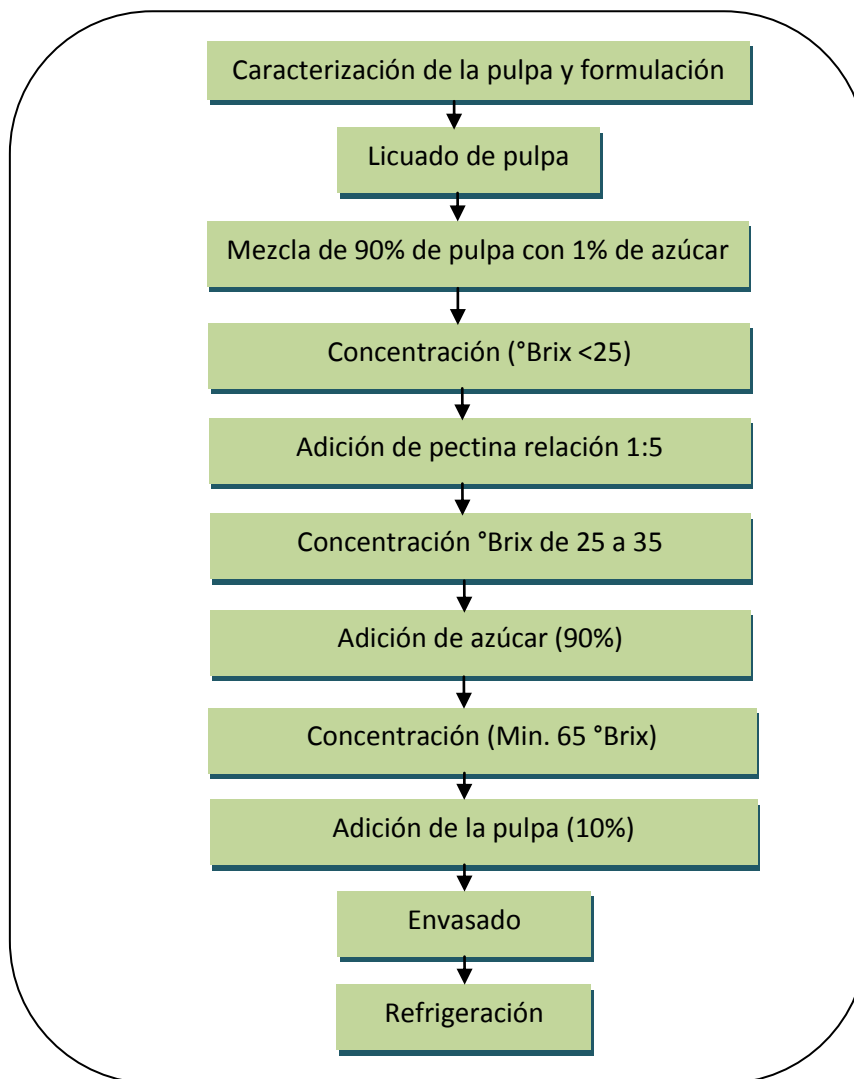 Caracterización de la pulpa y formulación
Licuado de pulpa
Mezcla de 90% de pulpa con 1% de azúcar
Concentración (°Brix <25)
Adición de pectina relación 1:5
Concentración °Brix de 25 a 35
Adición de azúcar (90%)
Concentración (Min. 65 °Brix)
Adición de la pulpa (10%)
Envasado
Refrigeración